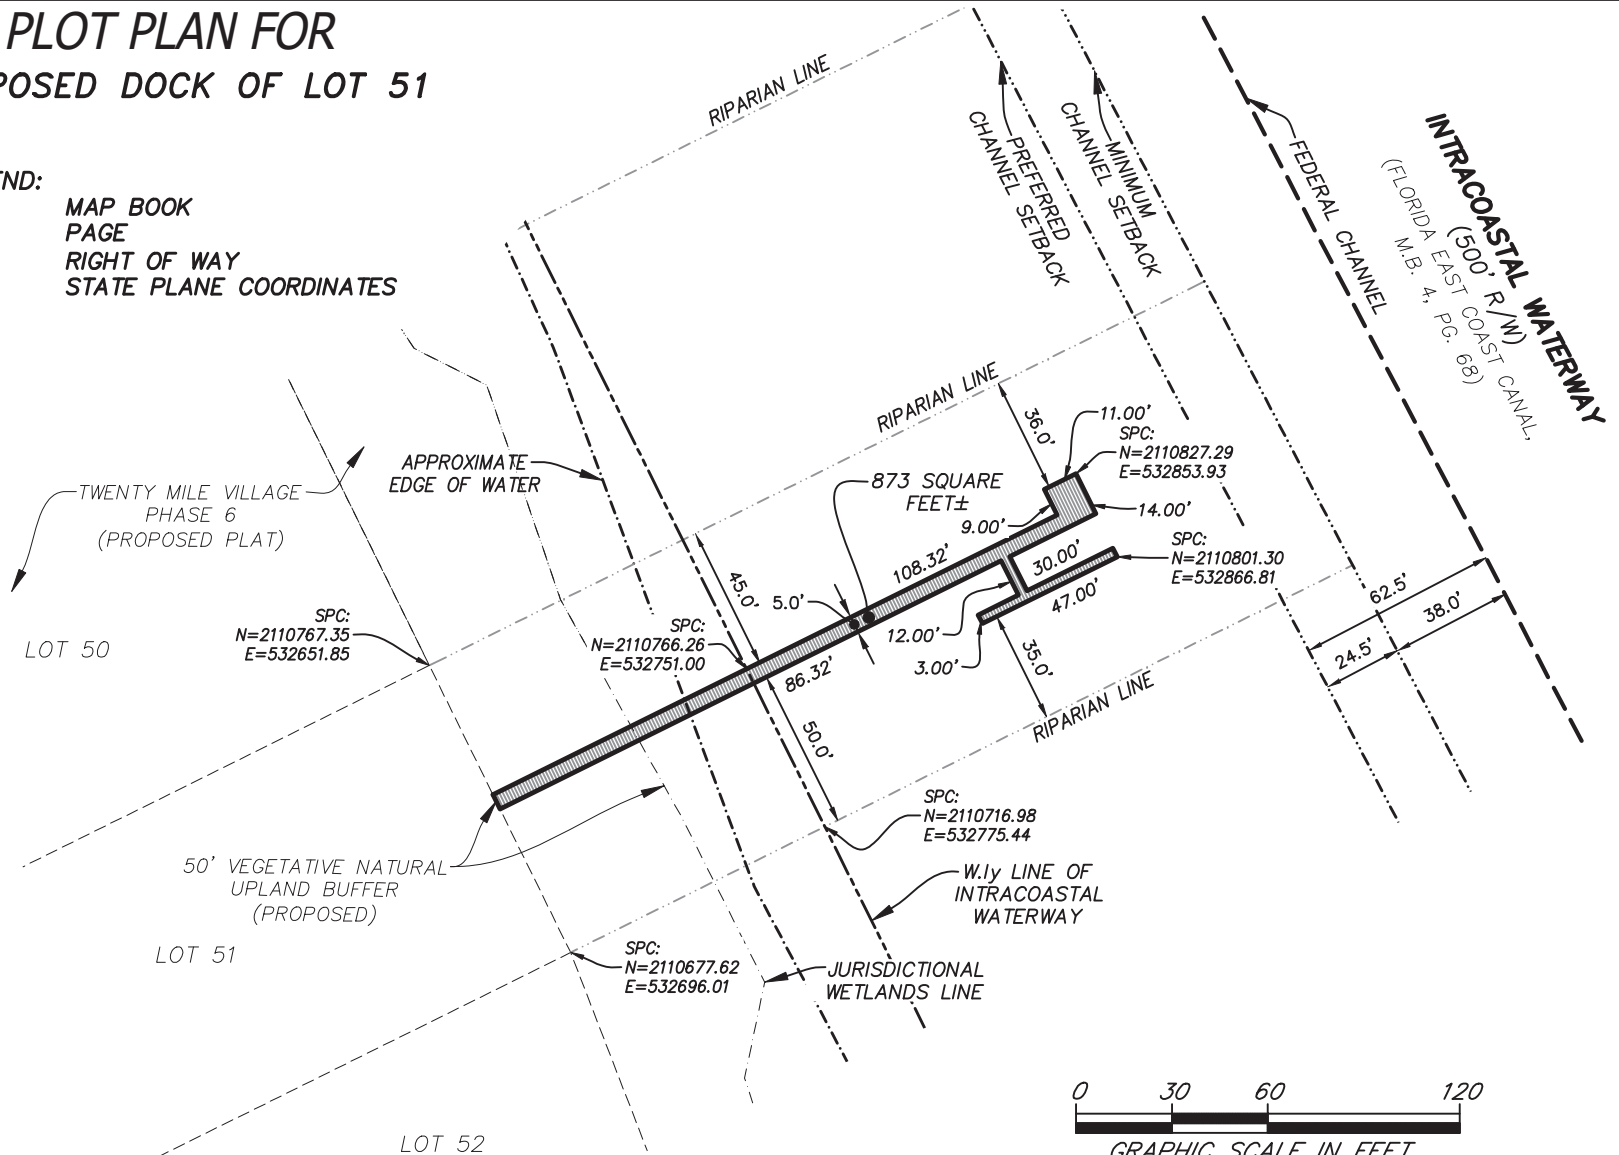 PLOT PLAN FOR
POSED DOCK OF LOT 51
END:
MAP BOOK
PAGE
RIGHT OF WAY
STATE PLANE COORDINATES
RIPARIAN LINE
PREFERRED
CHANNEL SETBACK
MINIMUM
CHANNEL SETBACK
FEDERAL CHANNEL
INTRACOASTAL WATERWAY
(500' R/W)
(FLORIDA EAST COAST CANAL,
M.B. 4, PG. 68)
RIPARIAN LINE
36.0'
11.00'
SPC:
N=2110827.29
E=532853.93
APPROXIMATE
EDGE OF WATER
873 SQUARE
FEET±
9.00'
14.00'
TWENTY MILE VILLAGE
PHASE 6
(PROPOSED PLAT)
108.32'
30.00'
SPC:
N=2110801.30
E=532866.81
45.0'
5.0'
47.00'
62.5'
38.0'
24.5'
SPC:
N=2110767.35
E=532651.85
SPC:
N=2110766.26
E=532751.00
12.00'
3.00'
35.0'
LOT 50
86.32'
50.0'
RIPARIAN LINE
SPC:
N=2110716.98
E=532775.44
50' VEGETATIVE NATURAL
UPLAND BUFFER
(PROPOSED)
W.ly LINE OF
INTRACOASTAL
WATERWAY
LOT 51
SPC:
N=2110677.62
E=532696.01
JURISDICTIONAL
WETLANDS LINE
LOT 52
0 30 60 120
GRAPHIC SCALE IN FEET